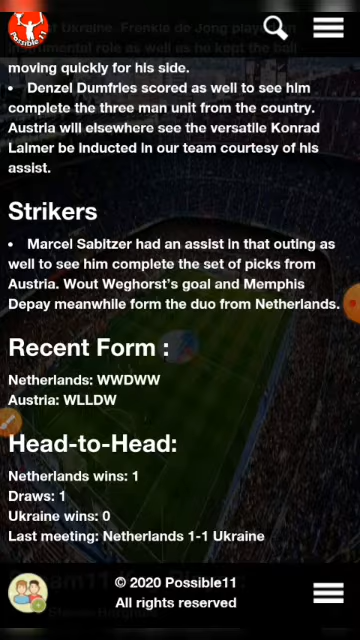 Possible 11
Ukraine. Frenkie de Jong played an
instrumental role as well as he kept the ball
moving quickly for his side.
• Denzel Dumfries scored as well to see him
complete the three man unit from the country.
Austria will elsewhere see the versatile Konrad
Laimer be inducted in our team courtesy of his
assist.
Strikers
• Marcel Sabitzer had an assist in that outing as
well to see him complete the set of picks from
Austria. Wout Weghorst's goal and Memphis
Depay meanwhile form the duo from Netherlands.
Recent Form :
Netherlands: WWDWW
Austria: WLLDW
Head-to-Head:
Netherlands wins: 1
Draws: 1
Ukraine wins: 0
Last meeting: Netherlands 1-1 Ukraine
© 2020 Possible11
All rights reserved